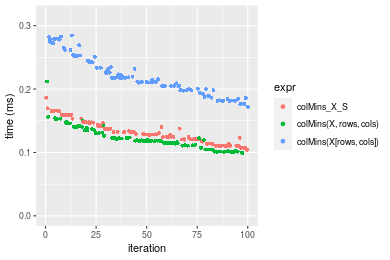 0.3
0.2
0.1
0.0
time (ms)
0
25
50
75
100
iteration
expr
colMins_X_S
colMins(X, rows, cols)
colMins(X[rows, cols])